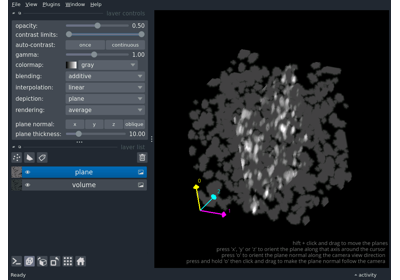 File View Plugins Window Help
layer controls
opacity: 0.50
contrast limits:
auto-contrast: once continuous
gamma: 1.00
colormap: gray
blending: additive
interpolation: linear
depiction: plane
rendering: average
plane normal: x y z oblique
plane thickness: 10.00
layer list
plane
volume
0
hift + click and drag to move the planes
press 'x', 'y' or 'z' to orient the plane along that axis around the cursor
press 'o' to orient the plane normal along the camera view direction
press and hold 'o' then click and drag to make the plane normal follow the camera
Ready
activity